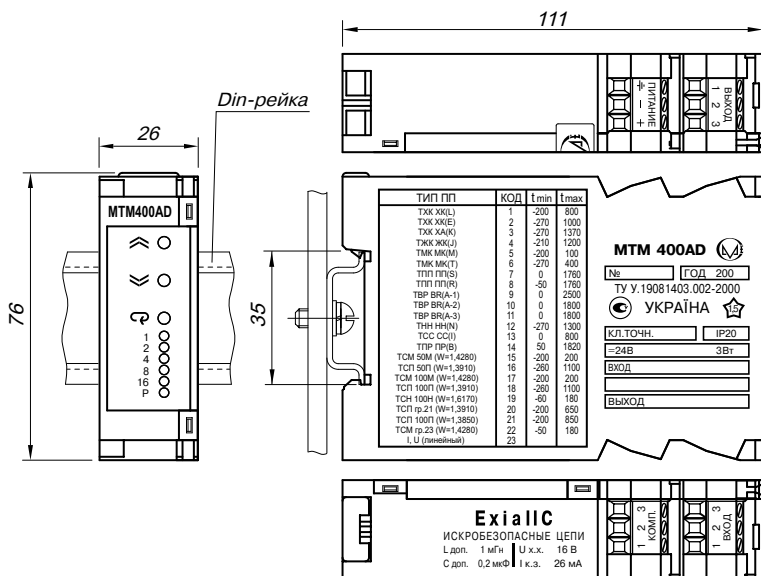 111
ПИТАНИЕ
− +
ВЫХОД
1 2 3
Din-рейка
26
76
35
MTM400AD
1
2
4
8
16
P
ТИП ПП КОД t min t max
ТХК ХК(L) 1 -200 800
ТХК ХК(E) 2 -270 1000
ТХК ХА(K) 3 -270 1370
ТЖК ЖК(J) 4 -210 1200
ТМК МК(M) 5 -200 100
ТМК МК(T) 6 -270 400
ТПП ПП(S) 7 0 1760
ТПП ПП(R) 8 -50 1760
ТВР ВR(A-1) 9 0 2500
ТВР ВR(A-2) 10 0 1800
ТВР ВR(A-3) 11 0 1800
ТНН НН(N) 12 -270 1300
ТСС СС(I) 13 0 800
ТПР ПР(B) 14 50 1820
ТСМ 50М (W=1,4280) 15 -200 200
ТСП 50П (W=1,3910) 16 -260 1100
ТСМ 100М (W=1,4280) 17 -200 200
ТСП 100П (W=1,3910) 18 -260 1100
ТСН 100Н (W=1,6170) 19 -60 180
ТСП гр.21 (W=1,3910) 20 -200 650
ТСП 100П (W=1,3850) 21 -200 850
ТСМ гр.23 (W=1,4280) 22 -50 180
I, U (линейный) 23
МТМ 400AD
№ ГОД 200
ТУ У.19081403.002-2000
УКРАЇНА 1,5
КЛ.ТОЧН. IP20
=24В 3Вт
ВХОД
ВЫХОД
ExiaIIC
ИСКРОБЕЗОПАСНЫЕ ЦЕПИ
L доп. 1 мГн U х.х. 16 В
C доп. 0,2 мкФ I к.з. 26 мА
1 2 3
КОМП.
1 2 3
ВХОД